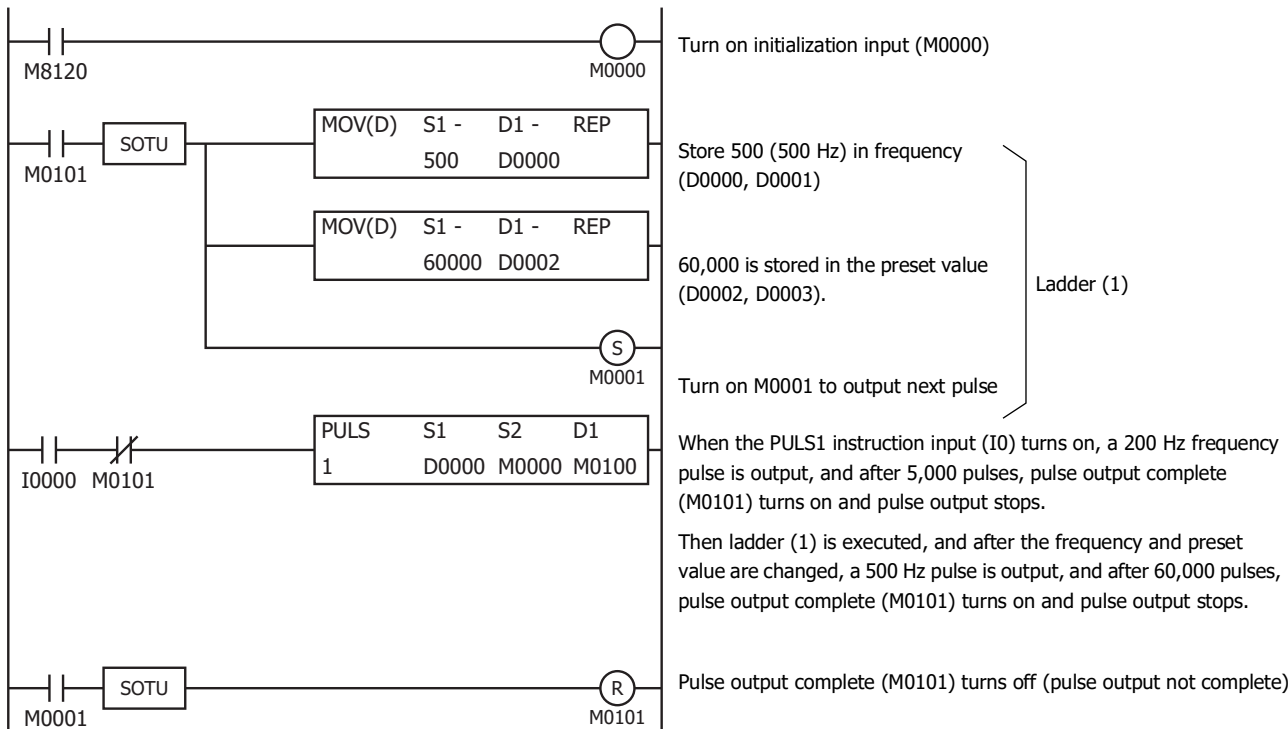 M8120
M0000
Turn on initialization input (M0000)
M0101
SOTU
MOV(D) S1 - D1 - REP
500 D0000
Store 500 (500 Hz) in frequency
(D0000, D0001)
MOV(D) S1 - D1 - REP
60000 D0002
60,000 is stored in the preset value
(D0002, D0003).
Ladder (1)
S
M0001
Turn on M0001 to output next pulse
I0000 M0101
PULS S1 S2 D1
1 D0000 M0000 M0100
When the PULS1 instruction input (I0) turns on, a 200 Hz frequency
pulse is output, and after 5,000 pulses, pulse output complete
(M0101) turns on and pulse output stops.
Then ladder (1) is executed, and after the frequency and preset
value are changed, a 500 Hz pulse is output, and after 60,000 pulses,
pulse output complete (M0101) turns on and pulse output stops.
M0001
SOTU
R
M0101
Pulse output complete (M0101) turns off (pulse output not complete)